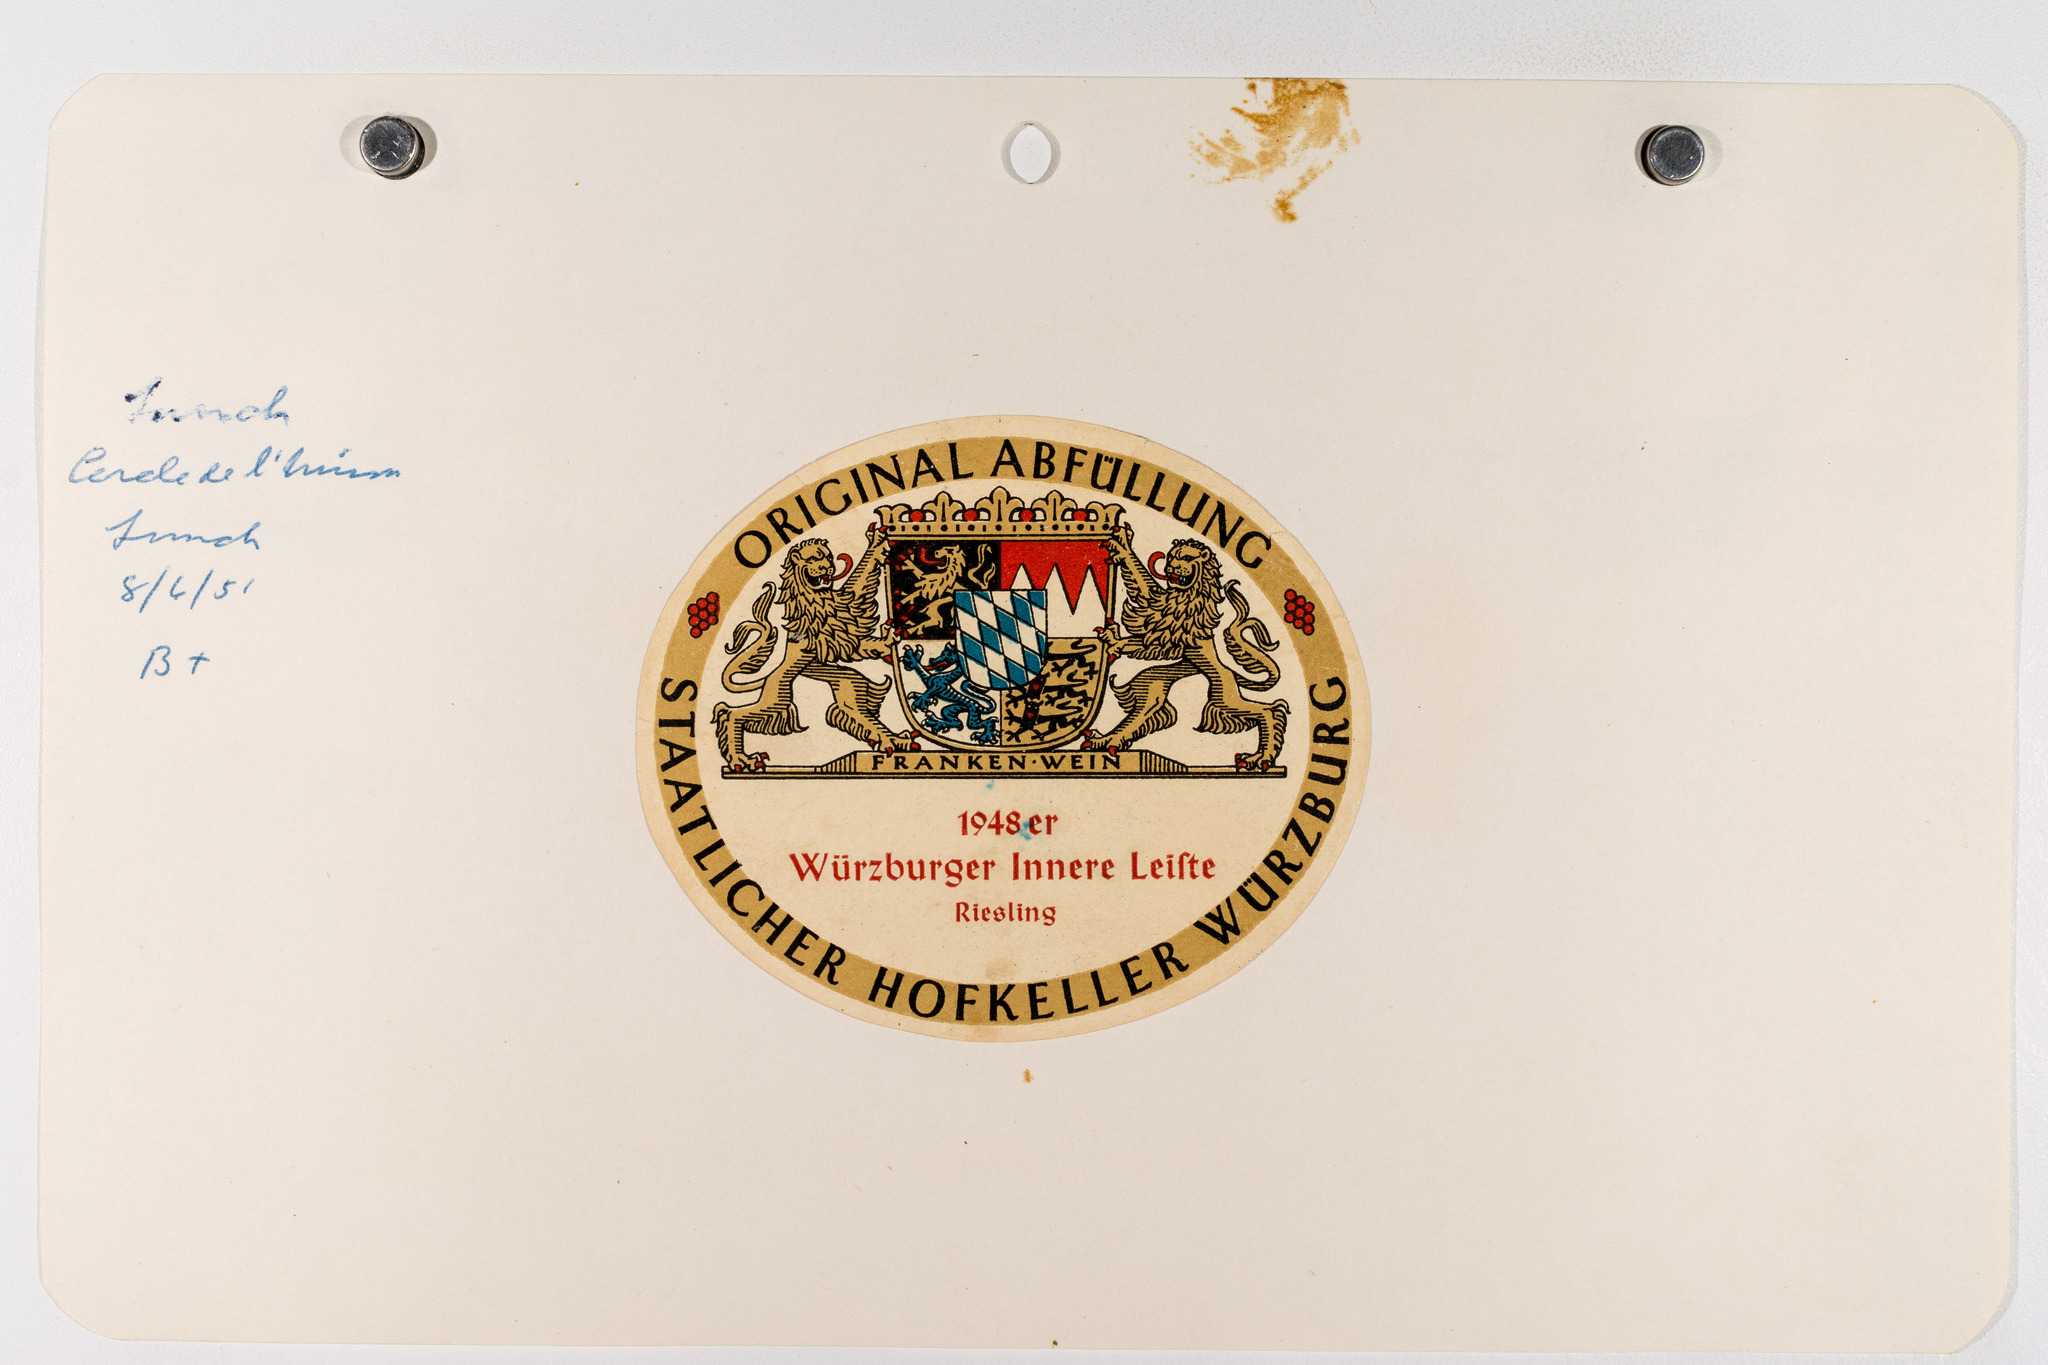 Lunch
Cercle de l'Union
Lunch
8/6/51
B+
ORIGINAL ABFÜLLUNG
FRANKEN·WEIN
1948er
Würzburger Innere Leiſte
Riesling
STAATLICHER HOFKELLER WÜRZBURG